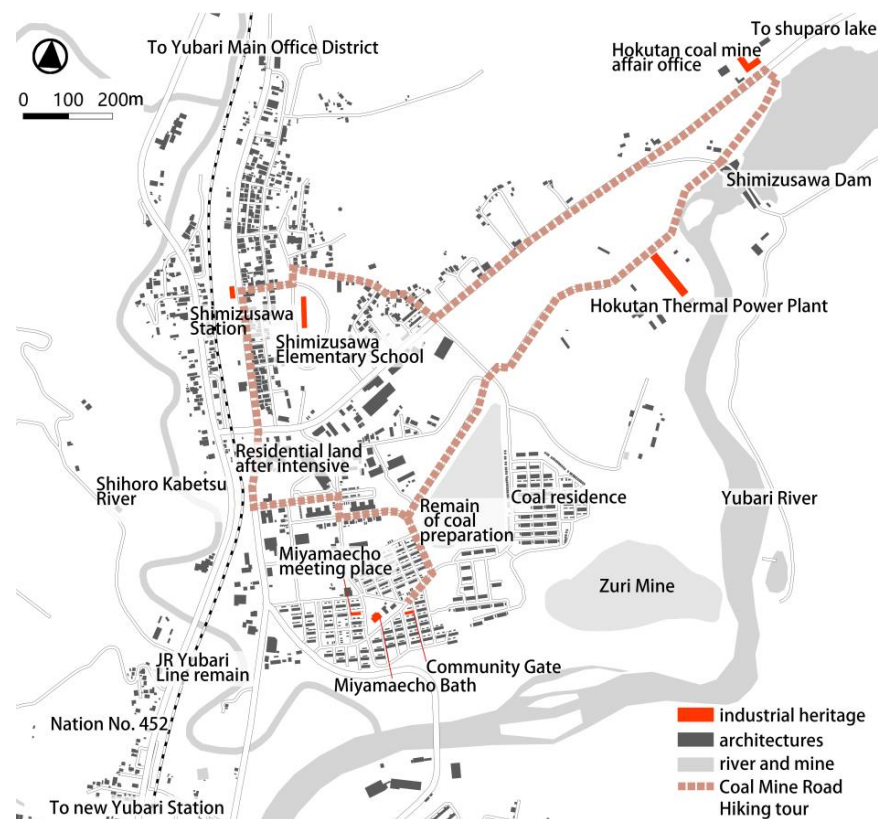 To Yubari Main Office District
To shuparo lake
Hokutan coal mine
affair office
0 100 200m
Shimizusawa Dam
Shimizusawa
Station
Hokutan Thermal Power Plant
Shimizusawa
Elementary School
Residential land
after intensive
Shihoro Kabetsu
River
Remain
of coal
preparation
Coal residence
Yubari River
Miyamaecho
meeting place
Zuri Mine
JR Yubari
Line remain
Community Gate
Miyamaecho Bath
Nation No. 452
To new Yubari Station
industrial heritage
architectures
river and mine
Coal Mine Road
Hiking tour